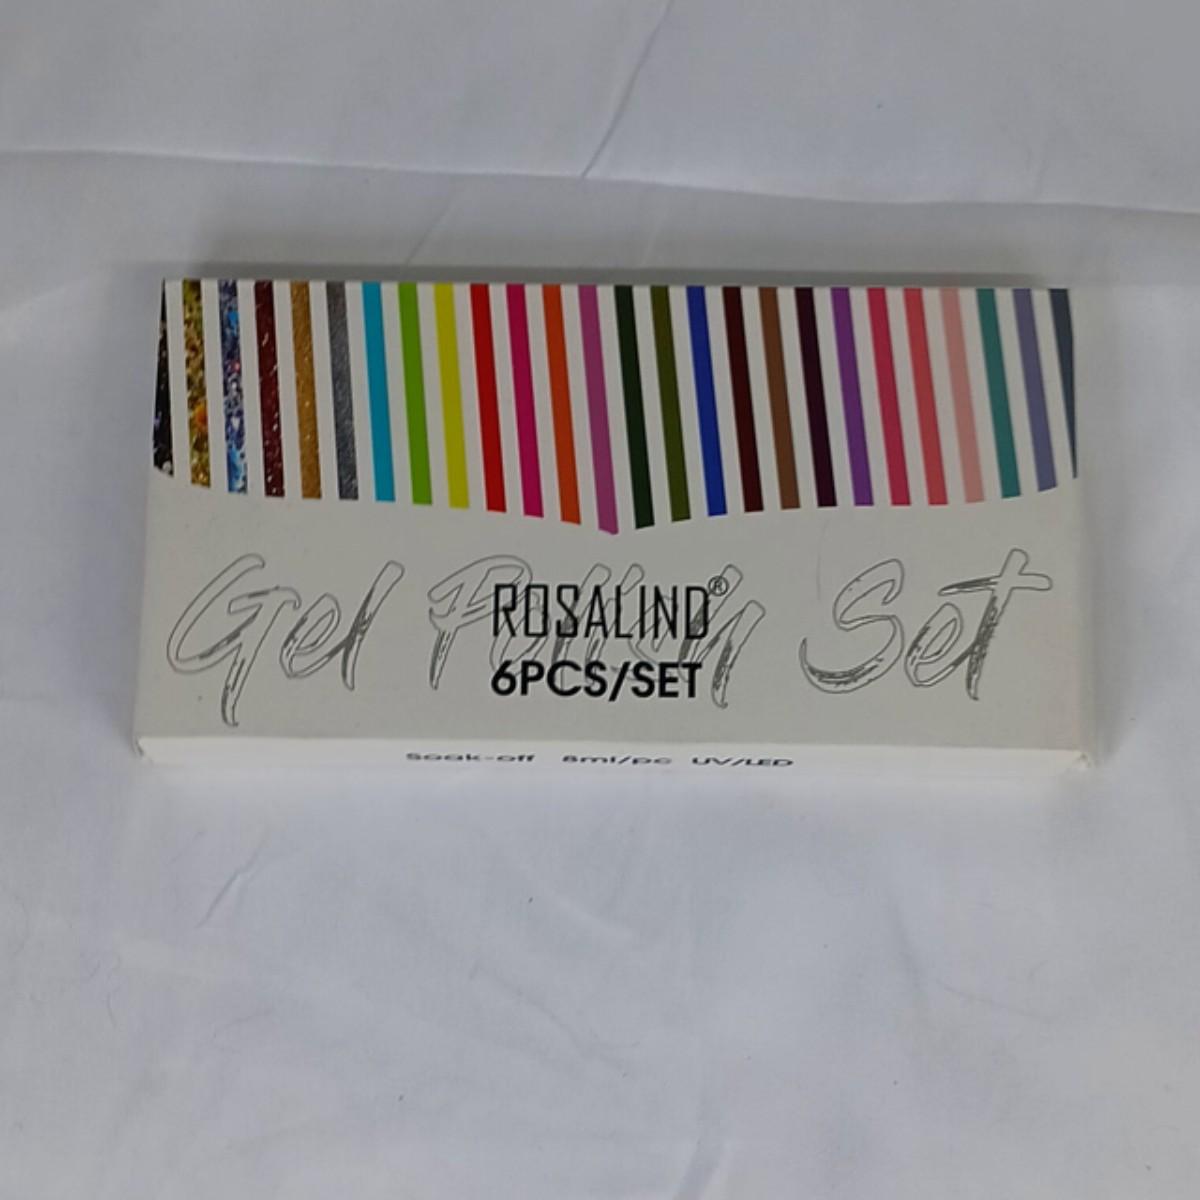 Gel Polish Set
ROSALIND®
6PCS/SET
Soak-off 8ml/pc UV/LED